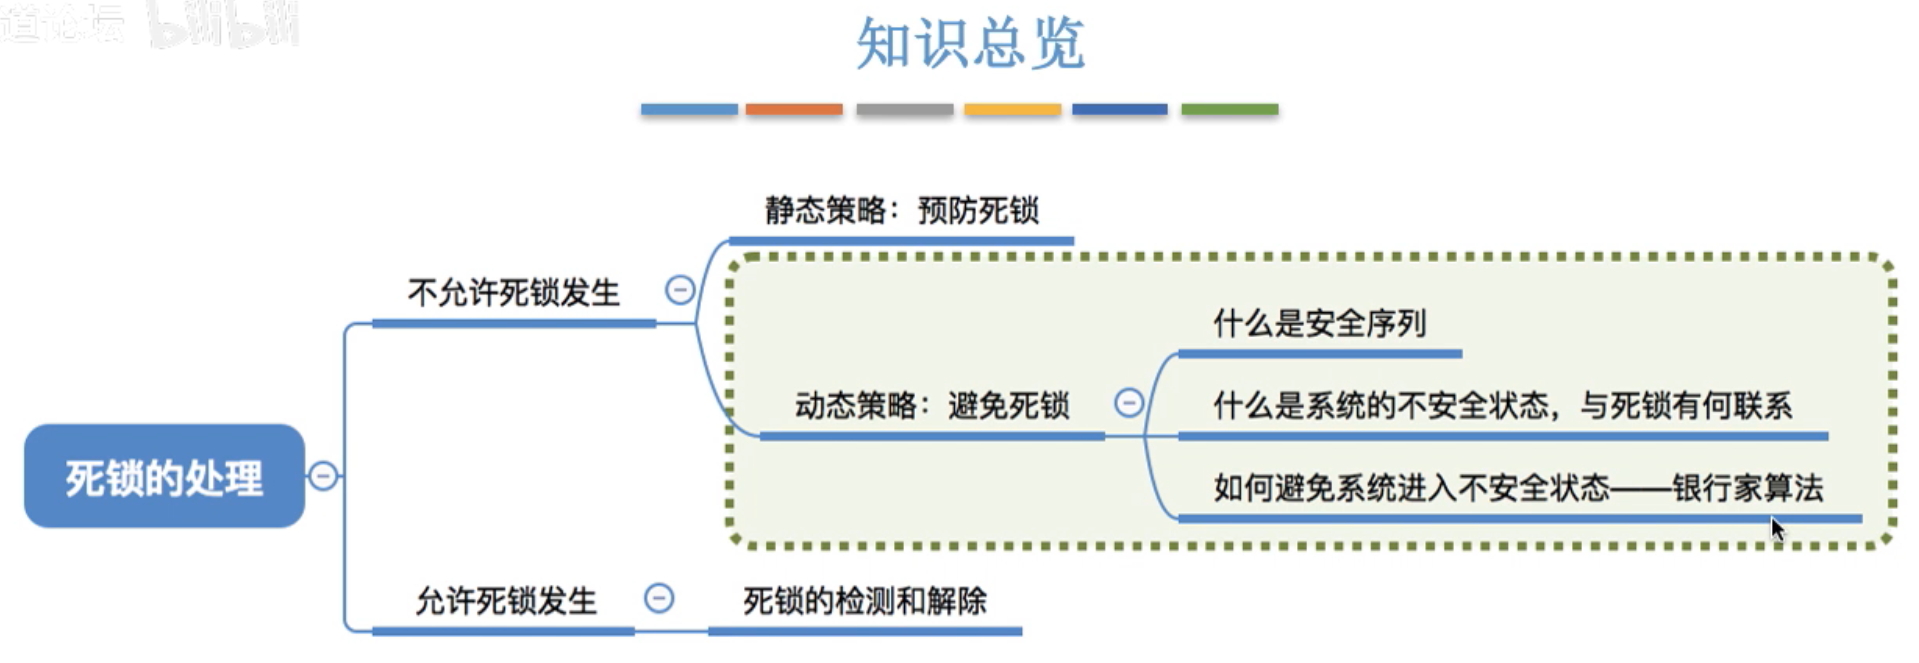 道论坛 bilibili
知识总览
静态策略：预防死锁
不允许死锁发生
什么是安全序列
动态策略：避免死锁
什么是系统的不安全状态，与死锁有何联系
死锁的处理
如何避免系统进入不安全状态——银行家算法
允许死锁发生
死锁的检测和解除